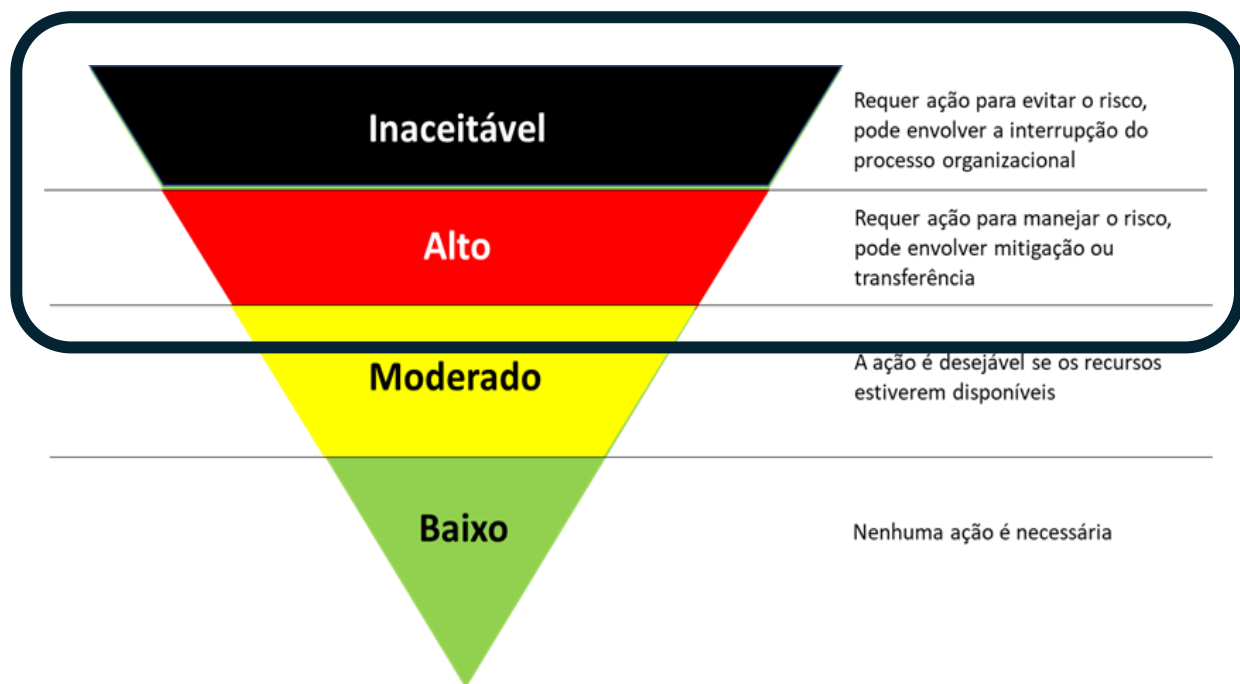 Inaceitável
Requer ação para evitar o risco,
pode envolver a interrupção do
processo organizacional
Alto
Requer ação para manejar o risco,
pode envolver mitigação ou
transferência
Moderado
A ação é desejável se os recursos
estiverem disponíveis
Baixo
Nenhuma ação é necessária